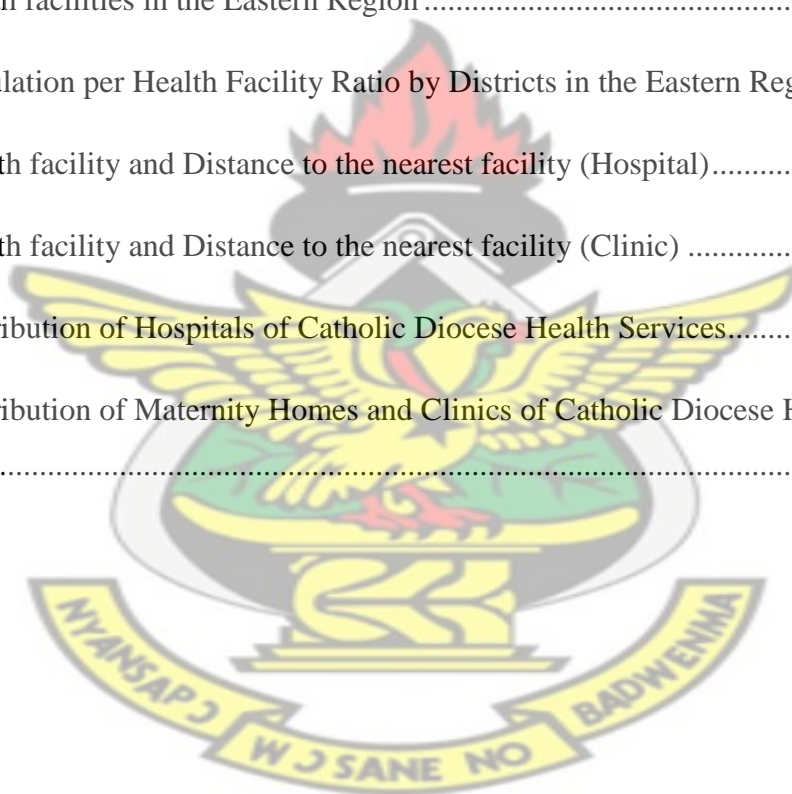 th facilities in the Eastern Region.......................................
ulation per Health Facility Ratio by Districts in the Eastern Reg
th facility and Distance to the nearest facility (Hospital)..........
th facility and Distance to the nearest facility (Clinic) .............
ribution of Hospitals of Catholic Diocese Health Services........
ribution of Maternity Homes and Clinics of Catholic Diocese H
................................................................................................
NYANSAPƆ WƆSANE NO BADWENMA